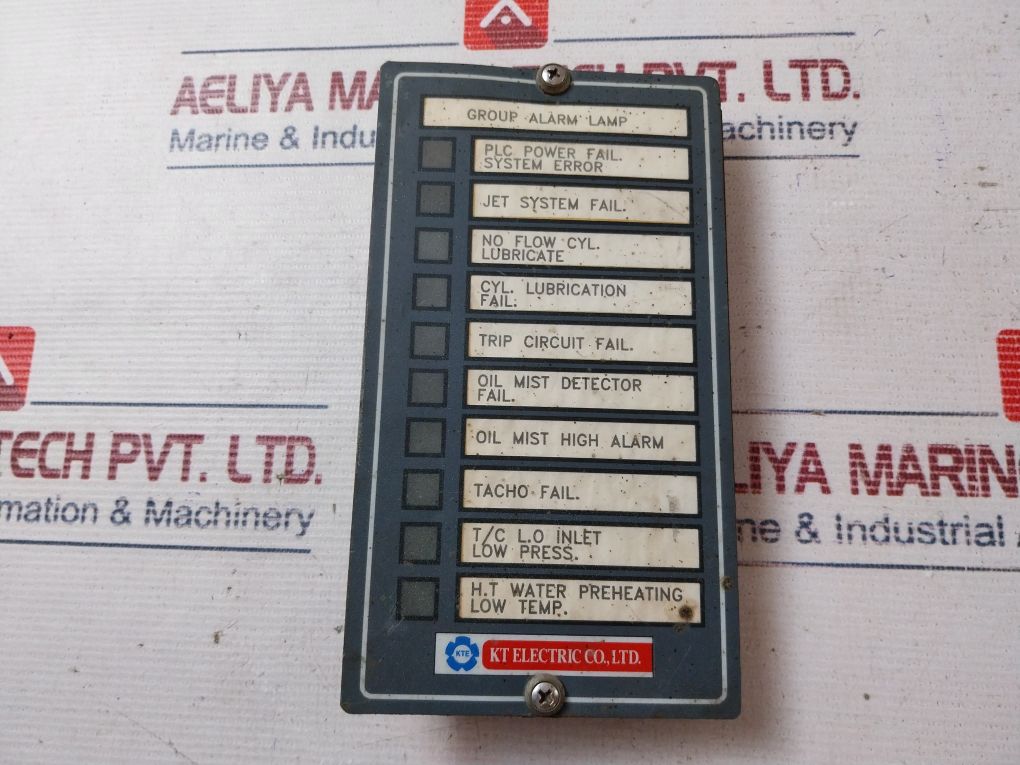 AELIYA MA
PVT. LTD.
Marine & Indu
achinery
GROUP ALARM LAMP
PLC POWER FAIL.
SYSTEM ERROR
JET SYSTEM FAIL.
NO FLOW CYL.
LUBRICATE
CYL. LUBRICATION
FAIL.
TRIP CIRCUIT FAIL.
OIL MIST DETECTOR
FAIL.
OIL MIST HIGH ALARM
TACHO FAIL.
T/C L.O INLET
LOW PRESS.
H.T WATER PREHEATING
LOW TEMP.
KTE
KT ELECTRIC CO., LTD.
TECH PVT. LTD.
omation & Machinery
LIYA MARIN
ne & Industrial A